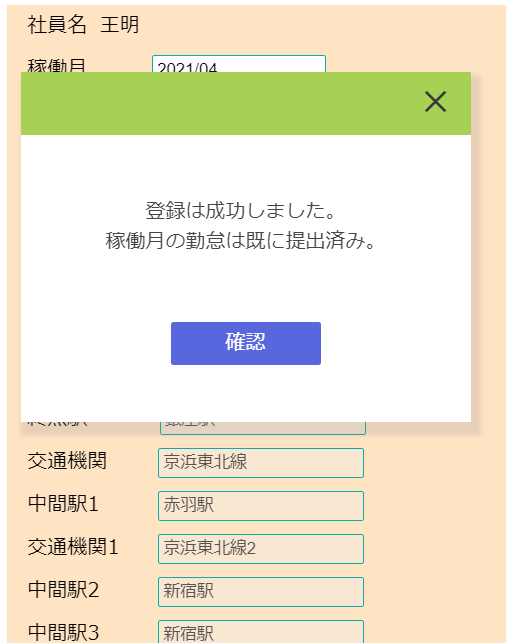 社員名 王明
稼働月 2021/04
登録は成功しました。
稼働月の勤怠は既に提出済み。
確認
交通機関 京浜東北線
中間駅1 赤羽駅
交通機関1 京浜東北線2
中間駅2 新宿駅
中間駅3 新宿駅